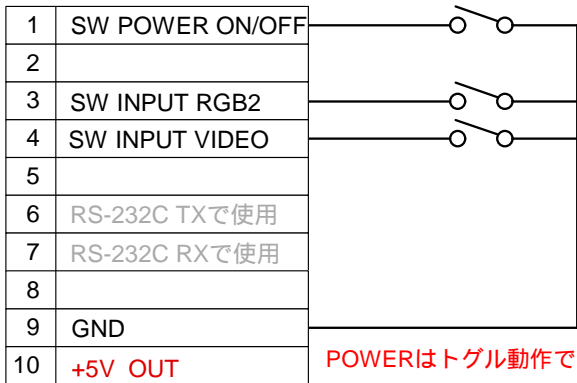 1 SW POWER ON/OFF
2
3 SW INPUT RGB2
4 SW INPUT VIDEO
5
6 RS-232C TXで使用
7 RS-232C RXで使用
8
9 GND
10 +5V OUT
POWERはトグル動作で